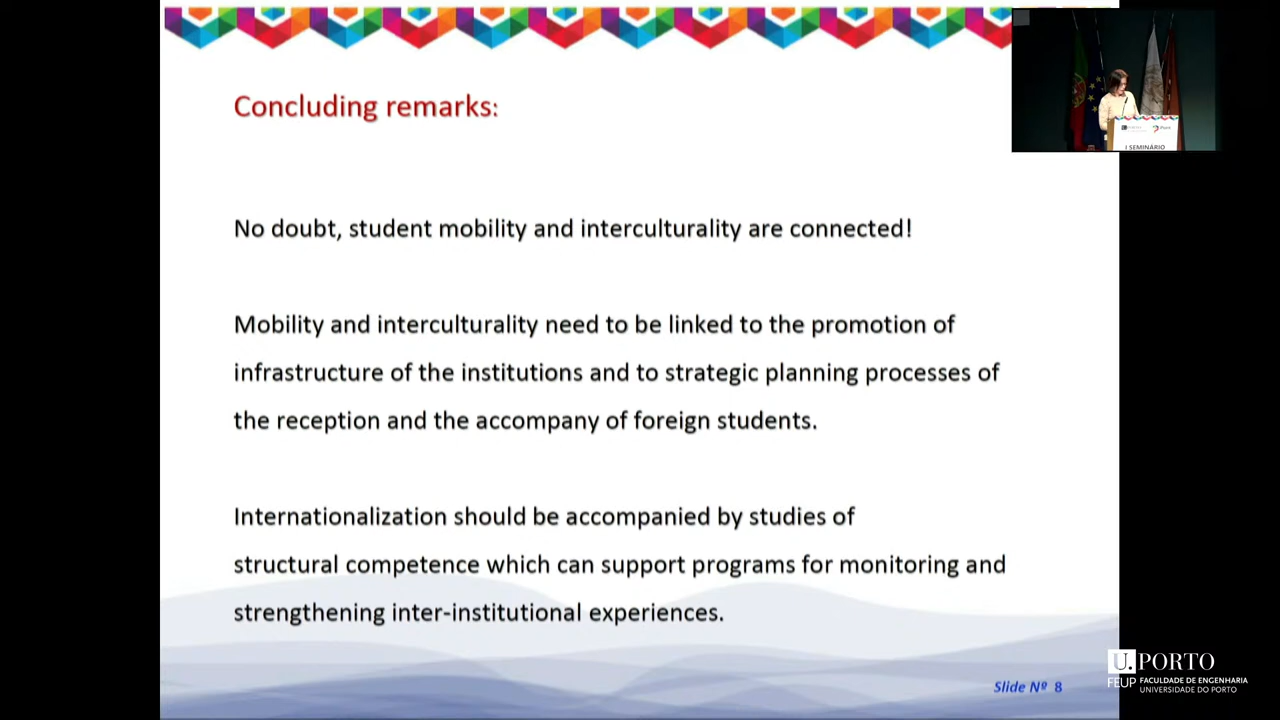 Concluding remarks:
No doubt, student mobility and interculturality are connected!
Mobility and interculturality need to be linked to the promotion of
infrastructure of the institutions and to strategic planning processes of
the reception and the accompany of foreign students.
Internationalization should be accompanied by studies of
structural competence which can support programs for monitoring and
strengthening inter-institutional experiences.
Slide Nº 8
I SEMINÁRIO
U. PORTO
FEUP FACULDADE DE ENGENHARIA
UNIVERSIDADE DO PORTO